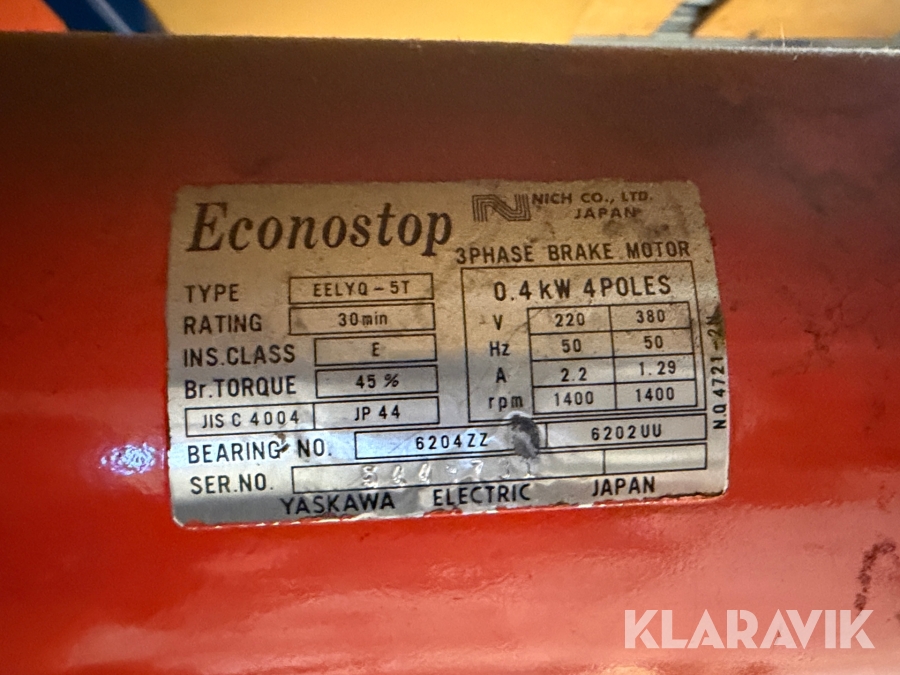 Econostop
NICH CO., LTD.
JAPAN
3PHASE BRAKE MOTOR
TYPE EELYQ-5T
RATING 30min
INS.CLASS E
Br.TORQUE 45 %
JIS C 4004 JP 44
0.4 kW 4 POLES
V 220 380
Hz 50 50
A 2.2 1.29
rpm 1400 1400
N.Q 4721-2N
BEARING NO. 6204ZZ 6202UU
SER.NO.
YASKAWA ELECTRIC JAPAN
KLARAVIK